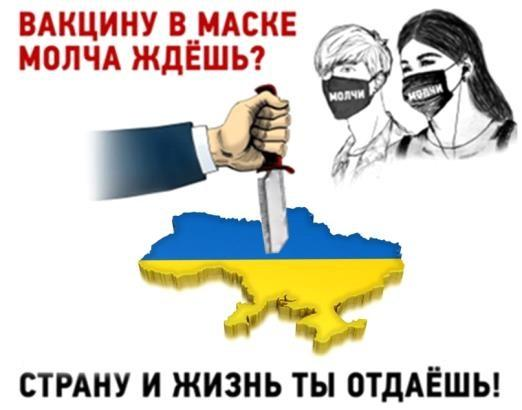 ВАКЦИНУ В МАСКЕ
МОЛЧА ЖДЁШЬ?
МОЛЧИ
МОЛЧИ
СТРАНУ И ЖИЗНЬ ТЫ ОТДАЁШЬ!